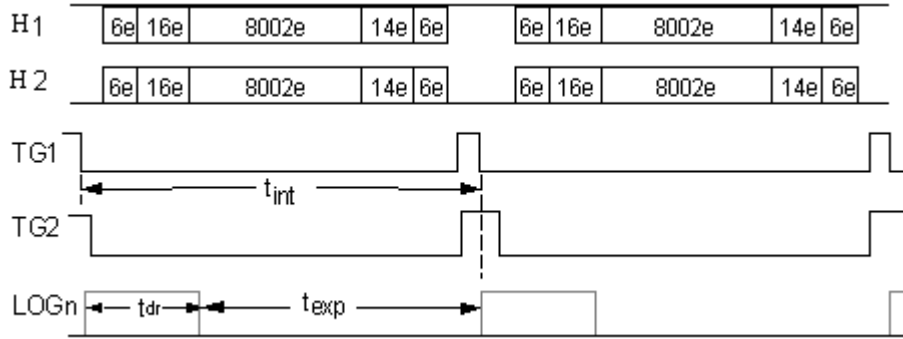 H1 6e 16e 8002e 14e 6e 6e 16e 8002e 14e 6e
H2 6e 16e 8002e 14e 6e 6e 16e 8002e 14e 6e
TG1
tint
TG2
LOGn tdr texp